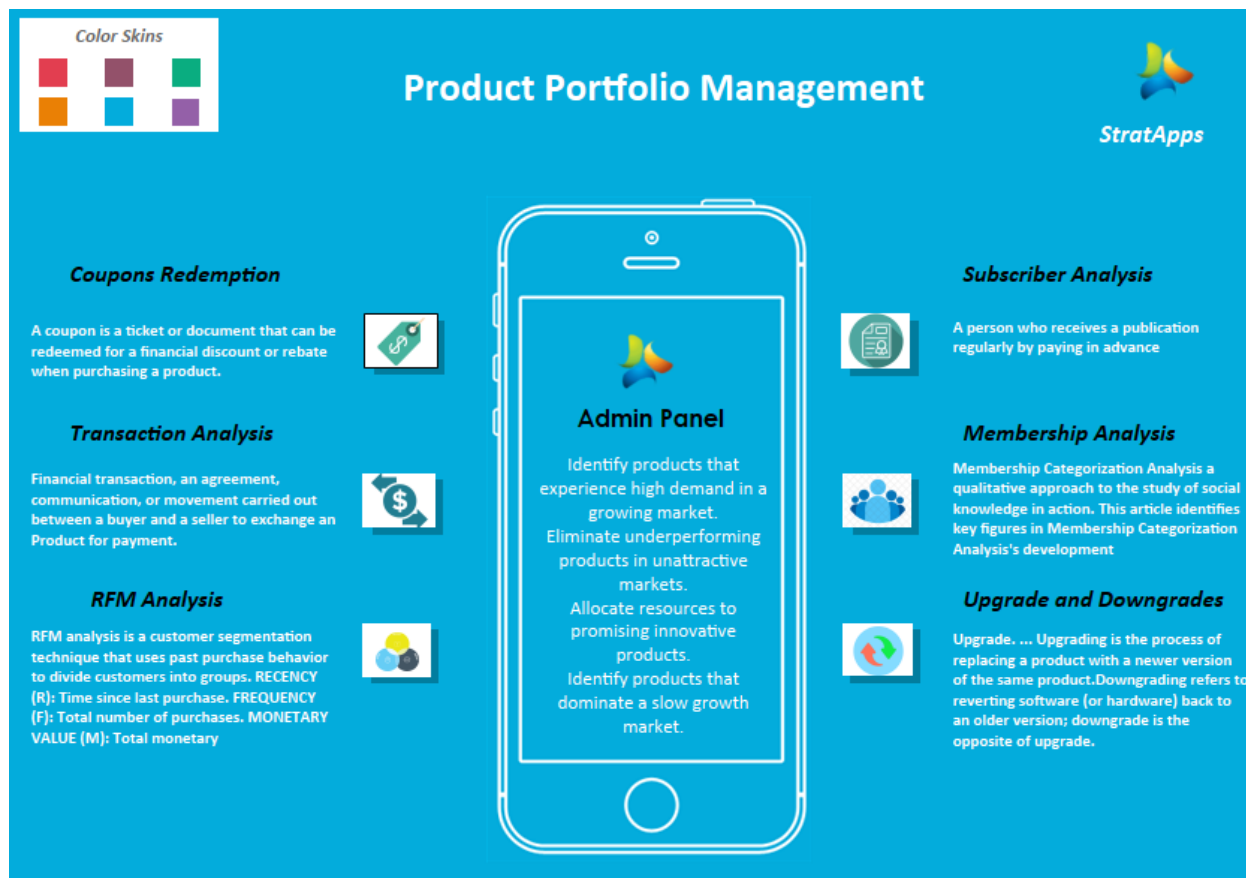 Color Skins
Product Portfolio Management
StratApps
Coupons Redemption
A coupon is a ticket or document that can be
redeemed for a financial discount or rebate
when purchasing a product.
Transaction Analysis
Financial transaction, an agreement,
communication, or movement carried out
between a buyer and a seller to exchange an
Product for payment.
RFM Analysis
RFM analysis is a customer segmentation
technique that uses past purchase behavior
to divide customers into groups. RECENCY
(R): Time since last purchase. FREQUENCY
(F): Total number of purchases. MONETARY
VALUE (M): Total monetary
Admin Panel
Identify products that
experience high demand in a
growing market.
Eliminate underperforming
products in unattractive
markets.
Allocate resources to
promising innovative
products.
Identify products that
dominate a slow growth
market.
Subscriber Analysis
A person who receives a publication
regularly by paying in advance
Membership Analysis
Membership Categorization Analysis a
qualitative approach to the study of social
knowledge in action. This article identifies
key figures in Membership Categorization
Analysis's development
Upgrade and Downgrades
Upgrade. ... Upgrading is the process of
replacing a product with a newer version
of the same product.Downgrading refers to
reverting software (or hardware) back to
an older version; downgrade is the
opposite of upgrade.